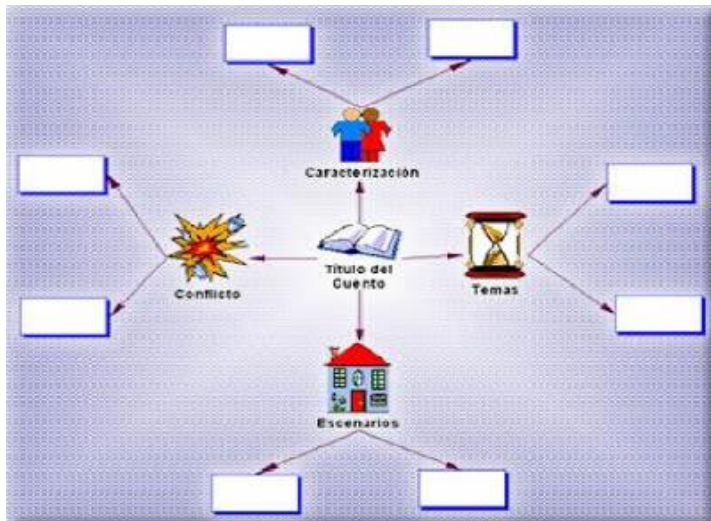 Caracterización
Título del
Cuento
Conflicto
Temas
Escenarios